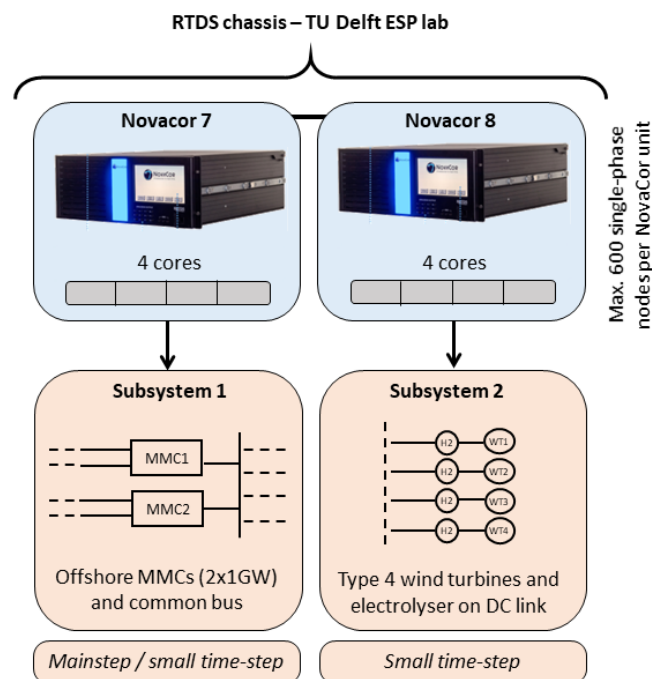 RTDS chassis – TU Delft ESP lab
Novacor 7
NovaCor
4 cores
Novacor 8
NovaCor
4 cores
Max. 600 single-phase
nodes per NovaCor unit
Subsystem 1
MMC1
MMC2
Offshore MMCs (2x1GW)
and common bus
Mainstep / small time-step
Subsystem 2
H2 WT1
H2 WT2
H2 WT3
H2 WT4
Type 4 wind turbines and
electrolyser on DC link
Small time-step